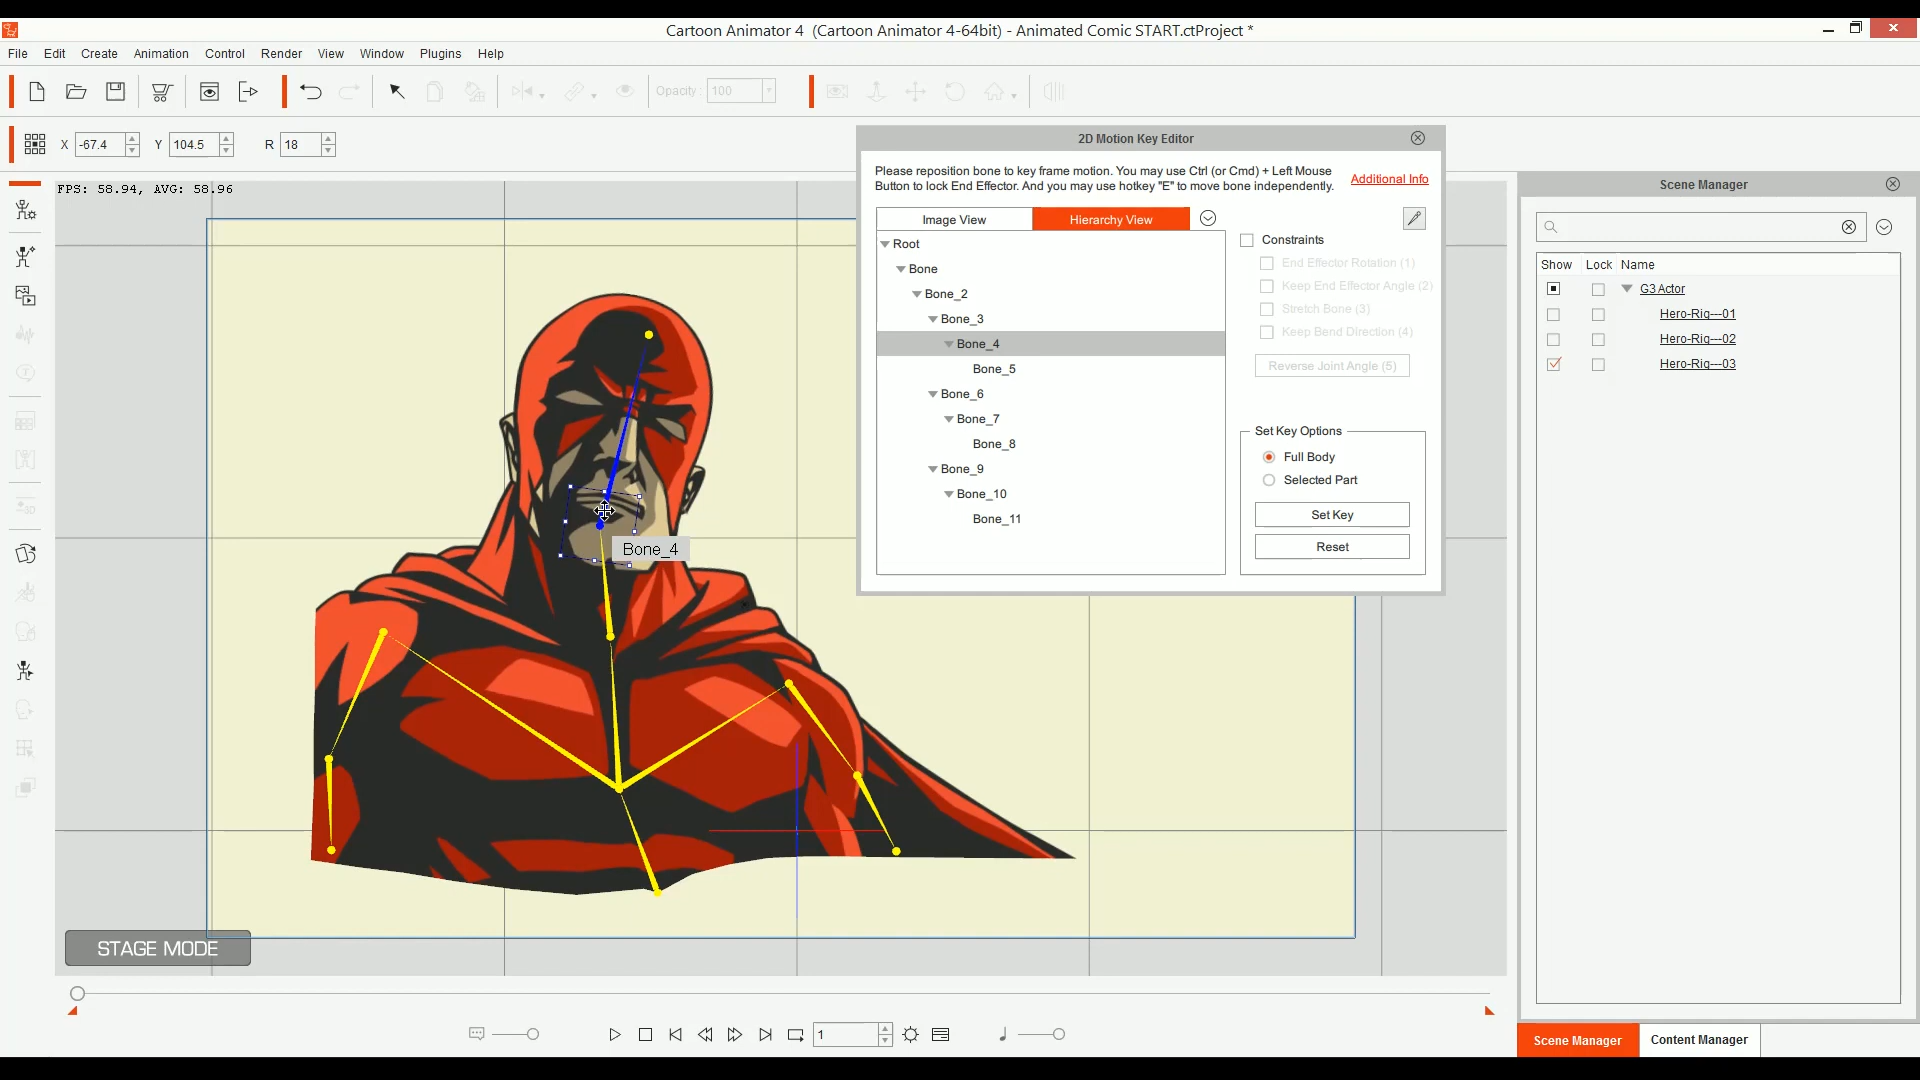 Cartoon Animator 4 (Cartoon Animator 4-64bit) - Animated Comic START.ctProject *
File Edit Create Animation Control Render View Window Plugins Help
Opacity : 100
X -67.4 Y 104.5 R 18
FPS: 58.94, AVG: 58.96
2D Motion Key Editor
Please reposition bone to key frame motion. You may use Ctrl (or Cmd) + Left Mouse
Button to lock End Effector. And you may use hotkey "E" to move bone independently.
Additional Info
Image View Hierarchy View
Root
Bone
Bone_2
Bone_3
Bone_4
Bone_5
Bone_6
Bone_7
Bone_8
Bone_9
Bone_10
Bone_11
Constraints
End Effector Rotation (1)
Keep End Effector Angle (2)
Stretch Bone (3)
Keep Bend Direction (4)
Reverse Joint Angle (5)
Set Key Options
Full Body
Selected Part
Set Key
Reset
Scene Manager
Show Lock Name
G3 Actor
Hero-Rig---01
Hero-Rig---02
Hero-Rig---03
Bone_4
STAGE MODE
1
Scene Manager Content Manager